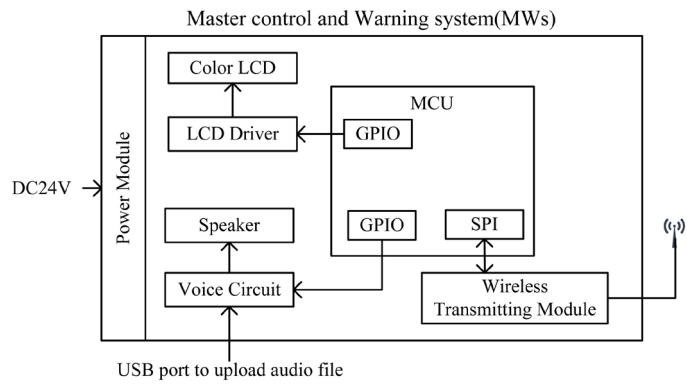 Master control and Warning system(MWs)
Color LCD
MCU
LCD Driver
GPIO
DC24V
Power Module
Speaker
GPIO
SPI
Voice Circuit
Wireless
Transmitting Module
USB port to upload audio file